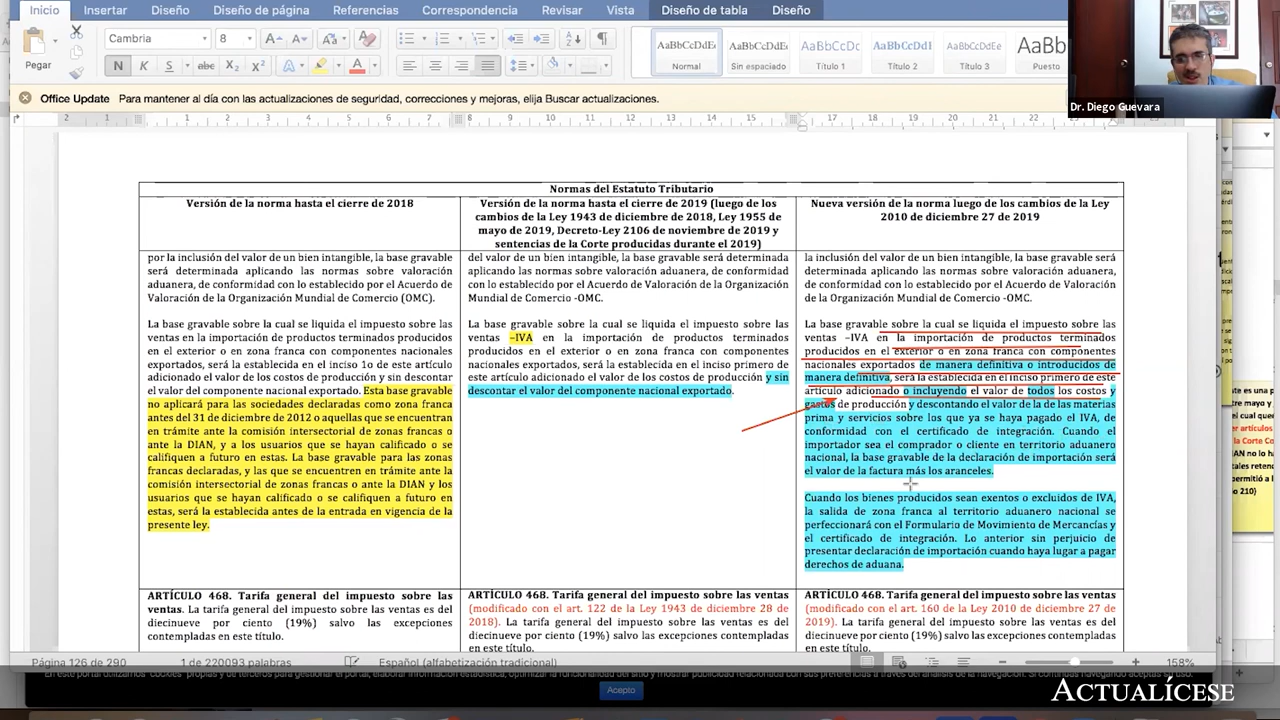 Inicio Insertar Diseño Diseño de página Referencias Correspondencia Revisar Vista Diseño de tabla Diseño
Pegar
Cambria 8
Normal
Sin espaciado
Título 1
Título 2
Título 3
Puesto
Dr. Diego Guevara
Office Update Para mantener al día con las actualizaciones de seguridad, correcciones y mejoras, elija Buscar actualizaciones.
Normas del Estatuto Tributario
Versión de la norma hasta el cierre de 2018
por la inclusión del valor de un bien intangible, la base gravable
será determinada aplicando las normas sobre valoración
aduanera, de conformidad con lo establecido por el Acuerdo de
Valoración de la Organización Mundial de Comercio (OMC).
La base gravable sobre la cual se liquida el impuesto sobre las
ventas en la importación de productos terminados producidos
en el exterior o en zona franca con componentes nacionales
exportados, será la establecida en el inciso 1o de este artículo
adicionado el valor de los costos de producción y sin descontar
el valor del componente nacional exportado. Esta base gravable
no aplicará para las sociedades declaradas como zona franca
antes del 31 de diciembre de 2012 o aquellas que se encuentran
en trámite ante la comisión intersectorial de zonas francas o
ante la DIAN, y a los usuarios que se hayan calificado o se
califiquen a futuro en estas. La base gravable para las zonas
francas declaradas, y las que se encuentren en trámite ante la
comisión intersectorial de zonas francas o ante la DIAN y los
usuarios que se hayan calificado o se califiquen a futuro en
estas, será la establecida antes de la entrada en vigencia de la
presente ley.
ARTÍCULO 468. Tarifa general del impuesto sobre las
ventas. La tarifa general del impuesto sobre las ventas es del
diecinueve por ciento (19%) salvo las excepciones
contempladas en este título.
Versión de la norma hasta el cierre de 2019 (luego de los
cambios de la Ley 1943 de diciembre de 2018, Ley 1955 de
mayo de 2019, Decreto-Ley 2106 de noviembre de 2019 y
sentencias de la Corte producidas durante el 2019)
del valor de un bien intangible, la base gravable será determinada
aplicando las normas sobre valoración aduanera, de conformidad
con lo establecido por el Acuerdo de Valoración de la Organización
Mundial de Comercio -OMC.
La base gravable sobre la cual se liquida el impuesto sobre las
ventas –IVA en la importación de productos terminados
producidos en el exterior o en zona franca con componentes
nacionales exportados, será la establecida en el inciso primero de
este artículo adicionado el valor de los costos de producción y sin
descontar el valor del componente nacional exportado.
ARTÍCULO 468. Tarifa general del impuesto sobre las ventas
(modificado con el art. 122 de la Ley 1943 de diciembre 28 de
2018). La tarifa general del impuesto sobre las ventas es del
diecinueve por ciento (19%) salvo las excepciones contempladas
en este título.
Nueva versión de la norma luego de los cambios de la Ley
2010 de diciembre 27 de 2019
la inclusión del valor de un bien intangible, la base gravable será
determinada aplicando las normas sobre valoración aduanera, de
conformidad con lo establecido por el Acuerdo de Valoración de la
Organización Mundial de Comercio -OMC.
La base gravable sobre la cual se liquida el impuesto sobre las
ventas –IVA en la importación de productos terminados
producidos en el exterior o en zona franca con componentes
nacionales exportados de manera definitiva o introducidos de
manera definitiva, será la establecida en el inciso primero de este
artículo adicionado o incluyendo el valor de todos los costos y
gastos de producción y descontando el valor de la de las materias
prima y servicios sobre los que ya se haya pagado el IVA, de
conformidad con el certificado de integración. Cuando el
importador sea el comprador o cliente en territorio aduanero
nacional, la base gravable de la declaración de importación será
el valor de la factura más los aranceles.
Cuando los bienes producidos sean exentos o excluidos de IVA,
la salida de zona franca al territorio aduanero nacional se
perfeccionará con el Formulario de Movimiento de Mercancías y
el certificado de integración. Lo anterior sin perjuicio de
presentar declaración de importación cuando haya lugar a pagar
derechos de aduana.
ARTÍCULO 468. Tarifa general del impuesto sobre las ventas
(modificado con el art. 160 de la Ley 2010 de diciembre 27 de
2019). La tarifa general del impuesto sobre las ventas es del
diecinueve por ciento (19%) salvo las excepciones contempladas
en este título.
Página 126 de 290 1 de 220093 palabras Español (alfabetización tradicional) 158%
Acepto
ACTUALÍCESE